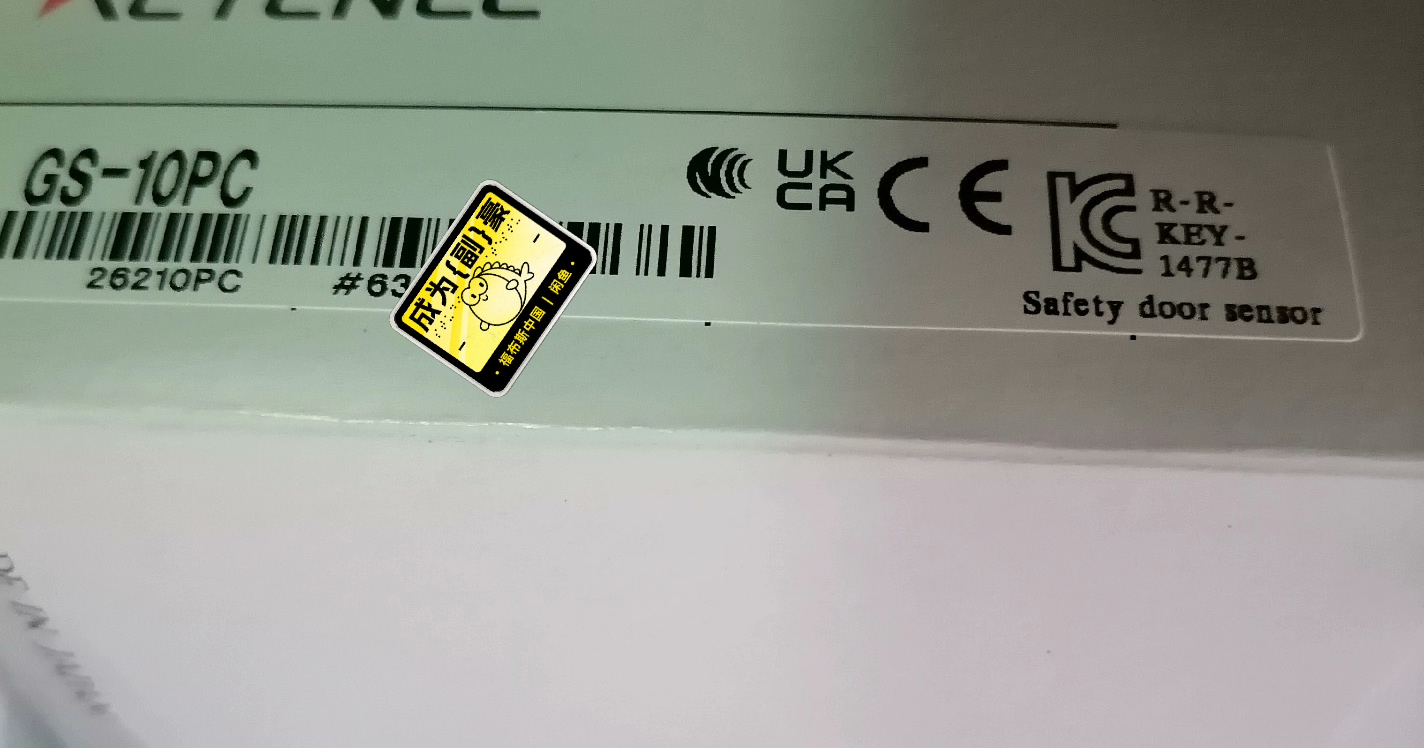 KEYENCE
GS-10PC
26210PC
#63
UK
CA
CE
R-R-
KEY-
1477B
Safety door sensor
成为{副}豪
福布斯中国 | 闲鱼